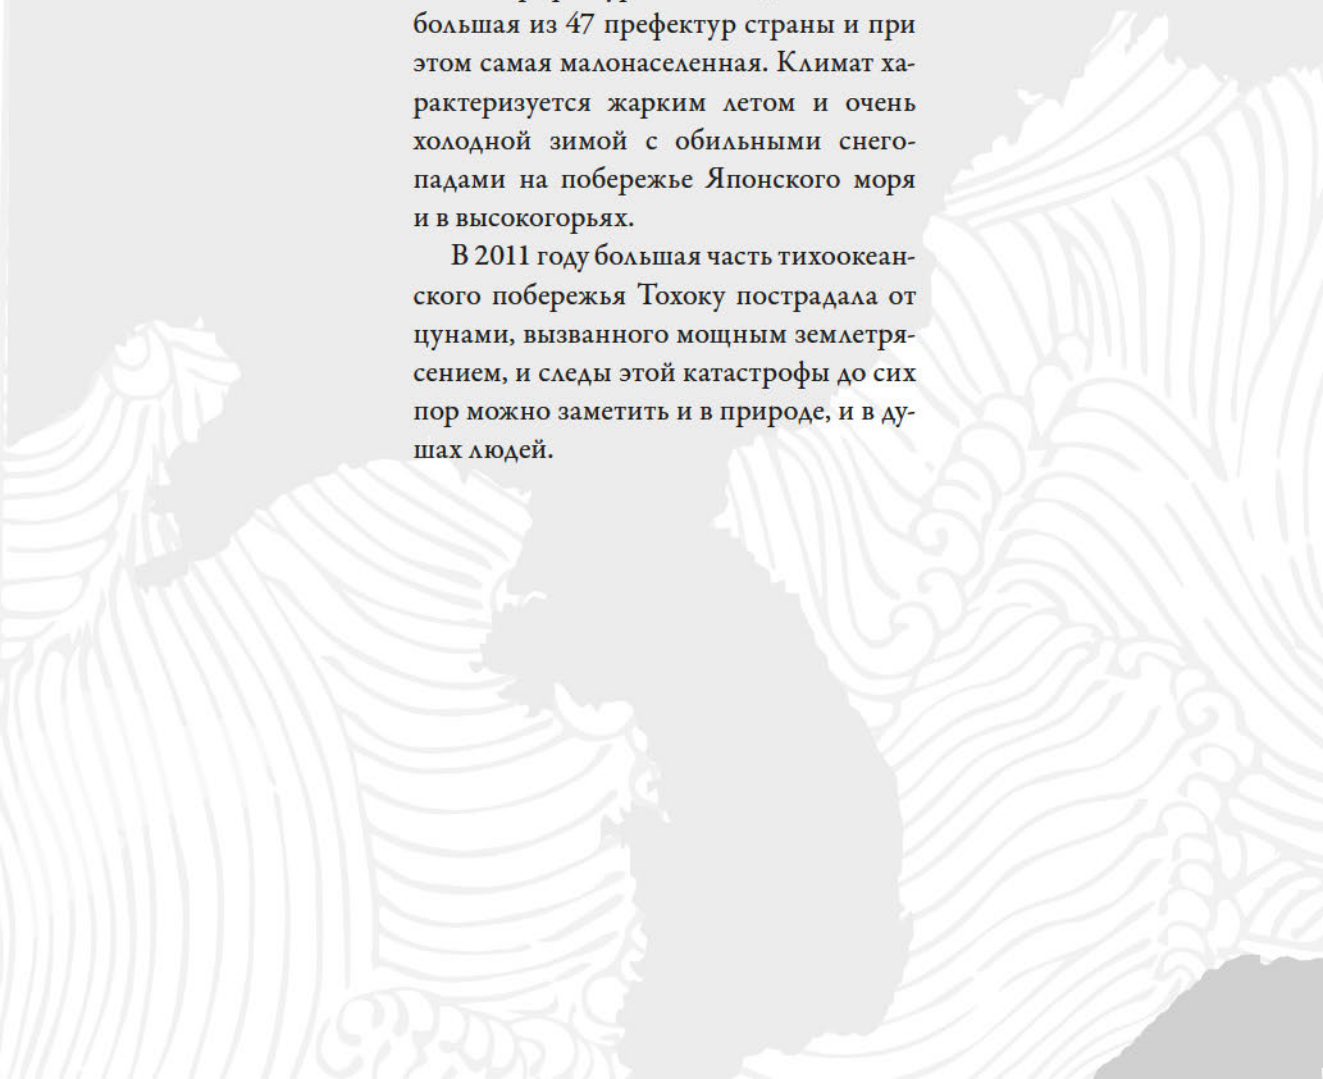 большая из 47 префектур страны и при
этом самая малонаселенная. Климат ха-
рактеризуется жарким летом и очень
холодной зимой с обильными снего-
падами на побережье Японского моря
и в высокогорьях.
В 2011 году большая часть тихоокеан-
ского побережья Тохоку пострадала от
цунами, вызванного мощным землетря-
сением, и следы этой катастрофы до сих
пор можно заметить и в природе, и в ду-
шах людей.